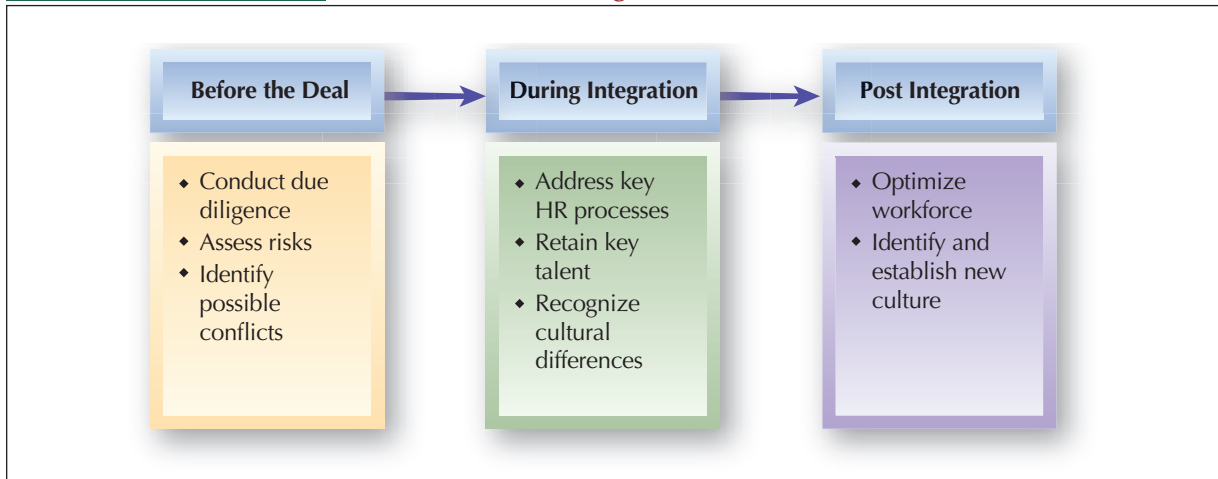 Before the Deal
During Integration
Post Integration
◆ Conduct due
diligence
◆ Assess risks
◆ Identify
possible
conflicts
◆ Address key
HR processes
◆ Retain key
talent
◆ Recognize
cultural
differences
◆ Optimize
workforce
◆ Identify and
establish new
culture